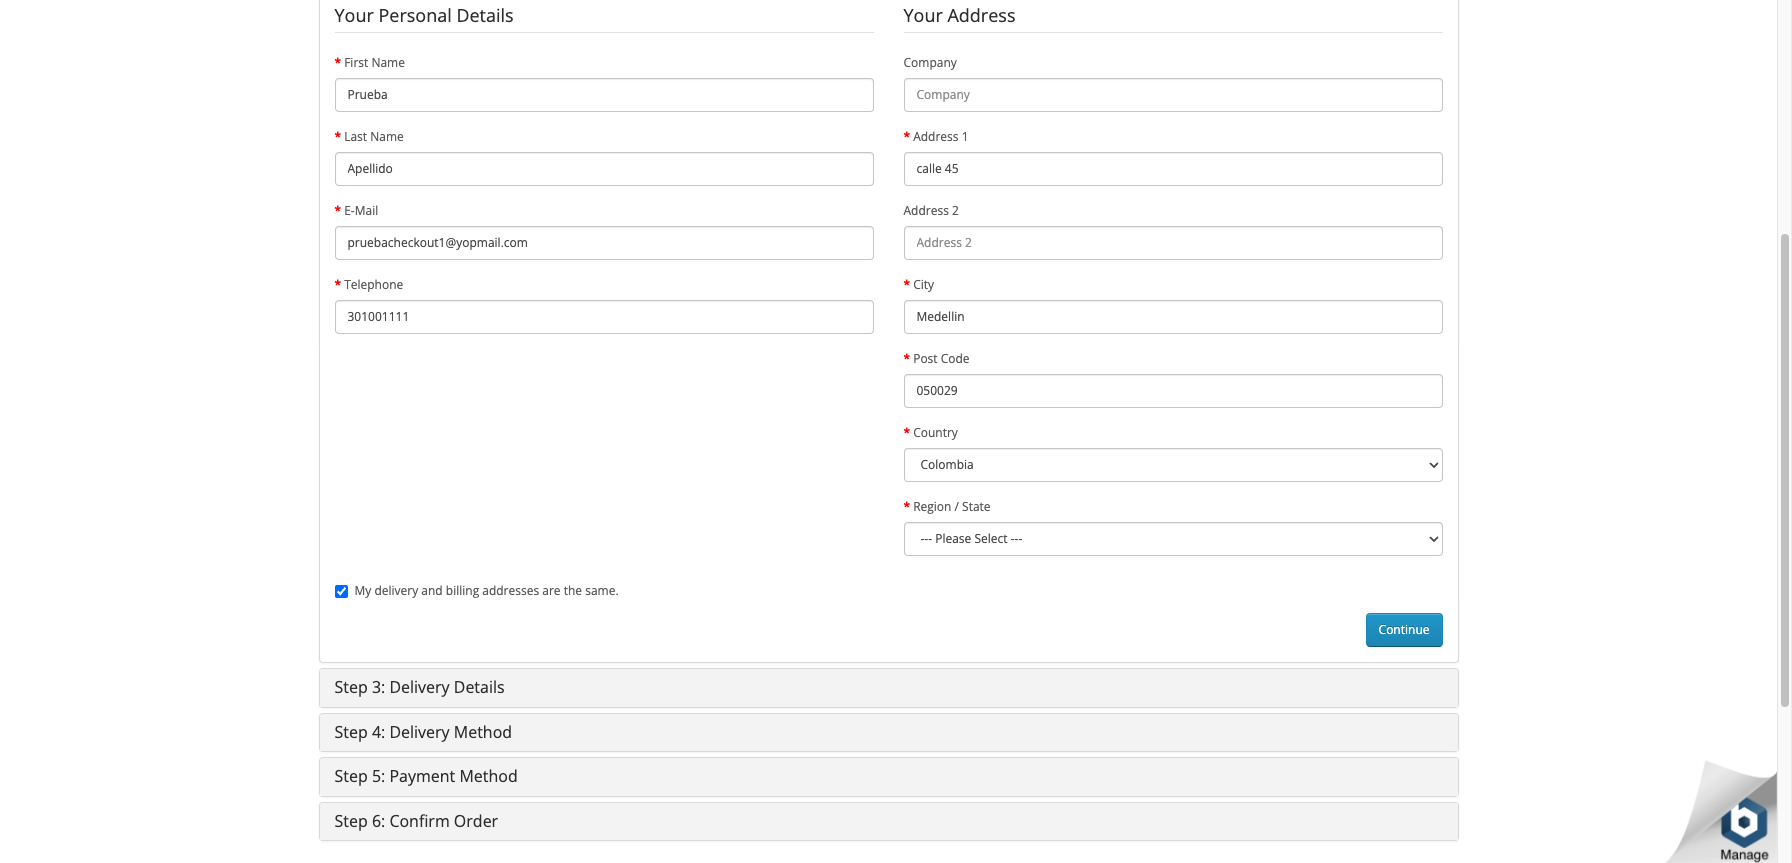 Your Personal Details
* First Name
Prueba
* Last Name
Apellido
* E-Mail
pruebacheckout1@yopmail.com
* Telephone
301001111
Your Address
Company
Company
* Address 1
calle 45
Address 2
Address 2
* City
Medellin
* Post Code
050029
* Country
Colombia
* Region / State
--- Please Select ---
My delivery and billing addresses are the same.
Continue
Step 3: Delivery Details
Step 4: Delivery Method
Step 5: Payment Method
Step 6: Confirm Order
Manage